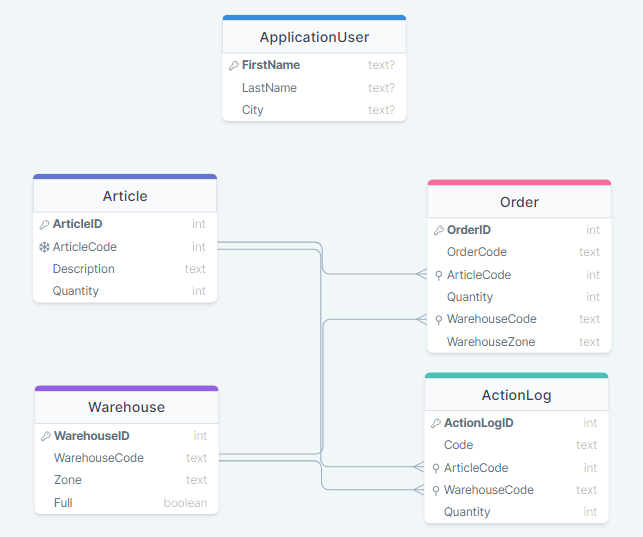 ApplicationUser
FirstName text?
LastName text?
City text?
Article
ArticleID int
ArticleCode int
Description text
Quantity int
Order
OrderID int
OrderCode text
ArticleCode int
Quantity int
WarehouseCode text
WarehouseZone text
Warehouse
WarehouseID int
WarehouseCode text
Zone text
Full boolean
ActionLog
ActionLogID int
Code text
ArticleCode int
WarehouseCode text
Quantity int